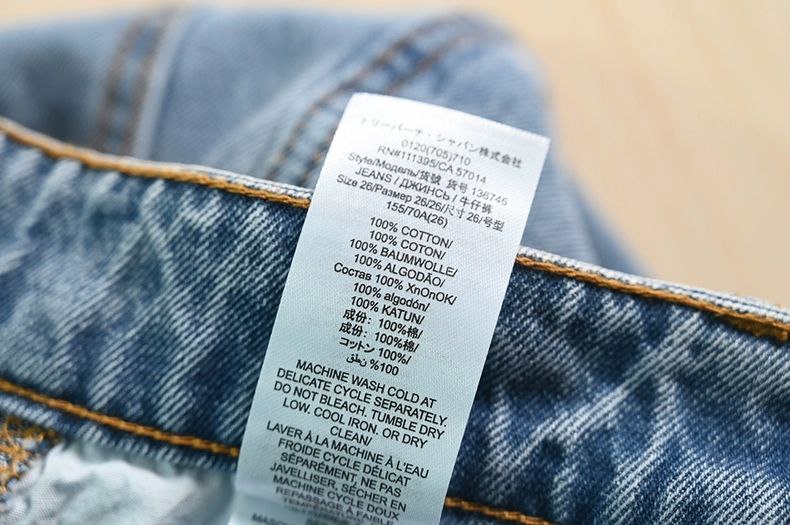 トリーバーチ・ジャパン株式会社
0120(705)710
RN#111395/CA 57014
Style/Модель/货號 货号 136746
JEANS / ДЖИНСЫ / 牛仔裤
Size 26/Размер 26/26/尺寸 26/号型
155/70A(26)
100% COTTON/
100% COTON/
100% BAUMWOLLE/
100% ALGODÃO/
Состав 100% XnOnOK/
100% algodón/
100% KATUN/
成份：100%棉/
成份：100%棉/
コットン 100%/
%100
MACHINE WASH COLD AT
DELICATE CYCLE SEPARATELY.
DO NOT BLEACH. TUMBLE DRY
LOW. COOL IRON. OR DRY
CLEAN/
LAVER À LA MACHINE À L'EAU
FROIDE CYCLE DÉLICAT
SÉPARÉMENT, NE PAS
JAVELLISER, SÉCHER EN
MACHINE CYCLE DOUX
REPASSAGE À FAIBLE